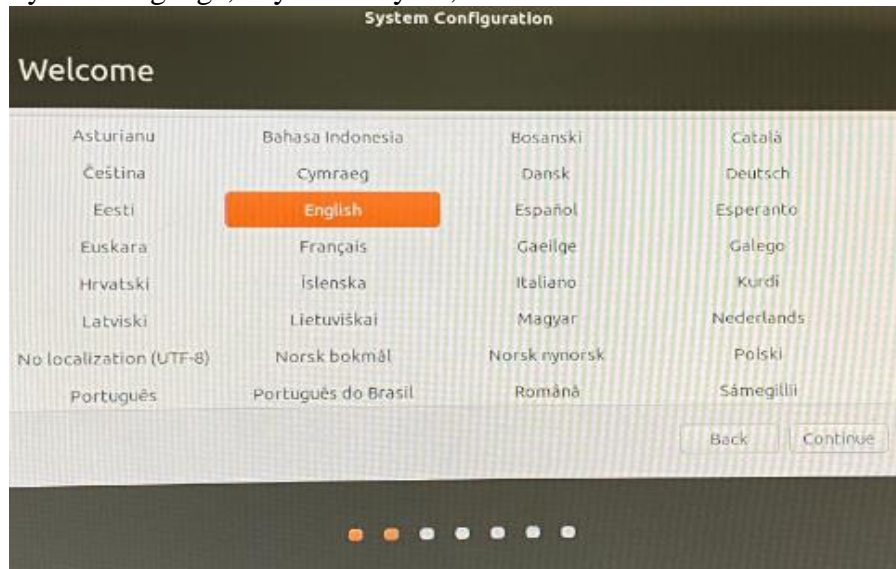 System Configuration
Welcome
Asturianu Bahasa Indonesia Bosanski Català
Čeština Cymraeg Dansk Deutsch
Eesti English Español Esperanto
Euskara Français Gaeilge Galego
Hrvatski Íslenska Italiano Kurdî
Latviski Lietuviškai Magyar Nederlands
No localization (UTF-8) Norsk bokmål Norsk nynorsk Polski
Português Português do Brasil Română Sámegillii
Back Continue